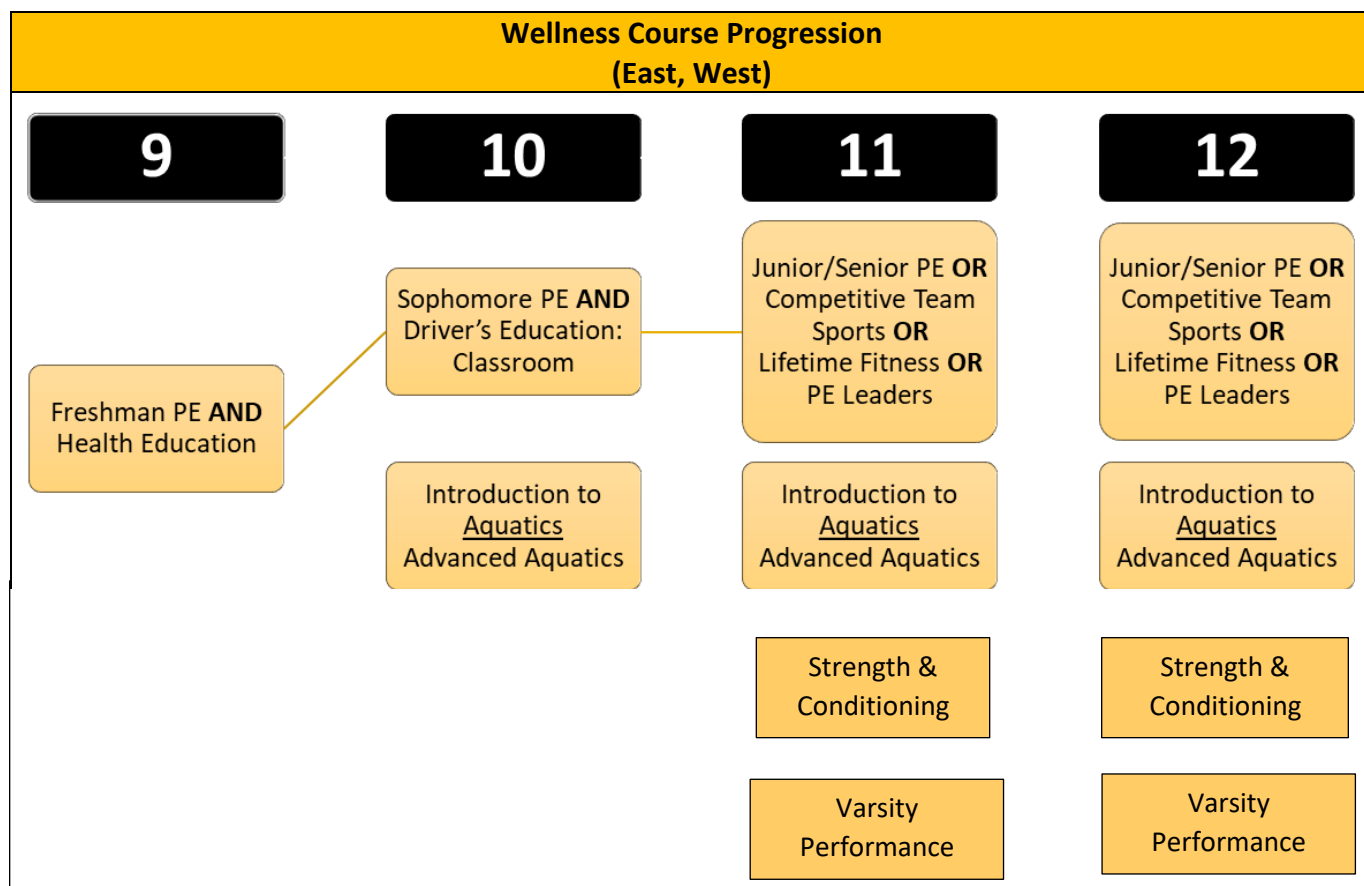 Wellness Course Progression
(East, West)
9
10
11
12
Freshman PE AND
Health Education
Sophomore PE AND
Driver’s Education:
Classroom
Introduction to
Aquatics
Advanced Aquatics
Junior/Senior PE OR
Competitive Team
Sports OR
Lifetime Fitness OR
PE Leaders
Introduction to
Aquatics
Advanced Aquatics
Strength &
Conditioning
Varsity
Performance
Junior/Senior PE OR
Competitive Team
Sports OR
Lifetime Fitness OR
PE Leaders
Introduction to
Aquatics
Advanced Aquatics
Strength &
Conditioning
Varsity
Performance